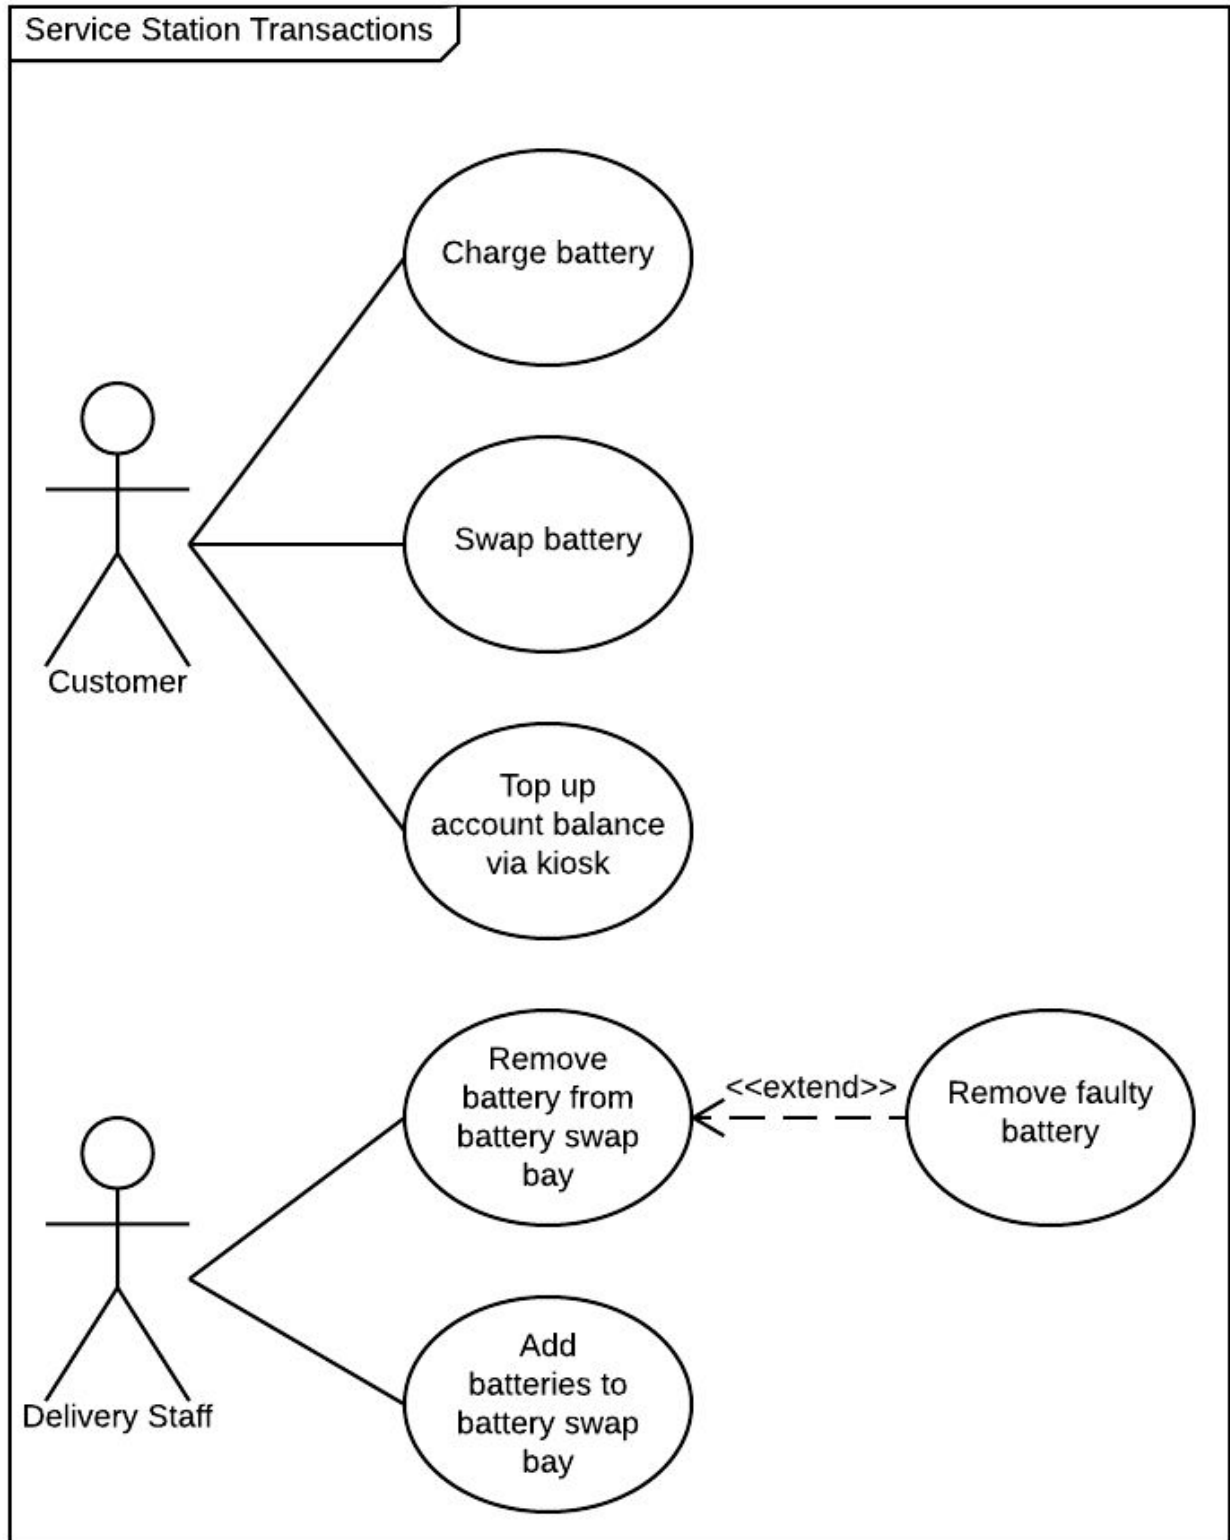 Service Station Transactions
Charge battery
Swap battery
Customer
Top up
account balance
via kiosk
Remove
battery from
battery swap
bay
<<extend>>
Remove faulty
battery
Delivery Staff
Add
batteries to
battery swap
bay